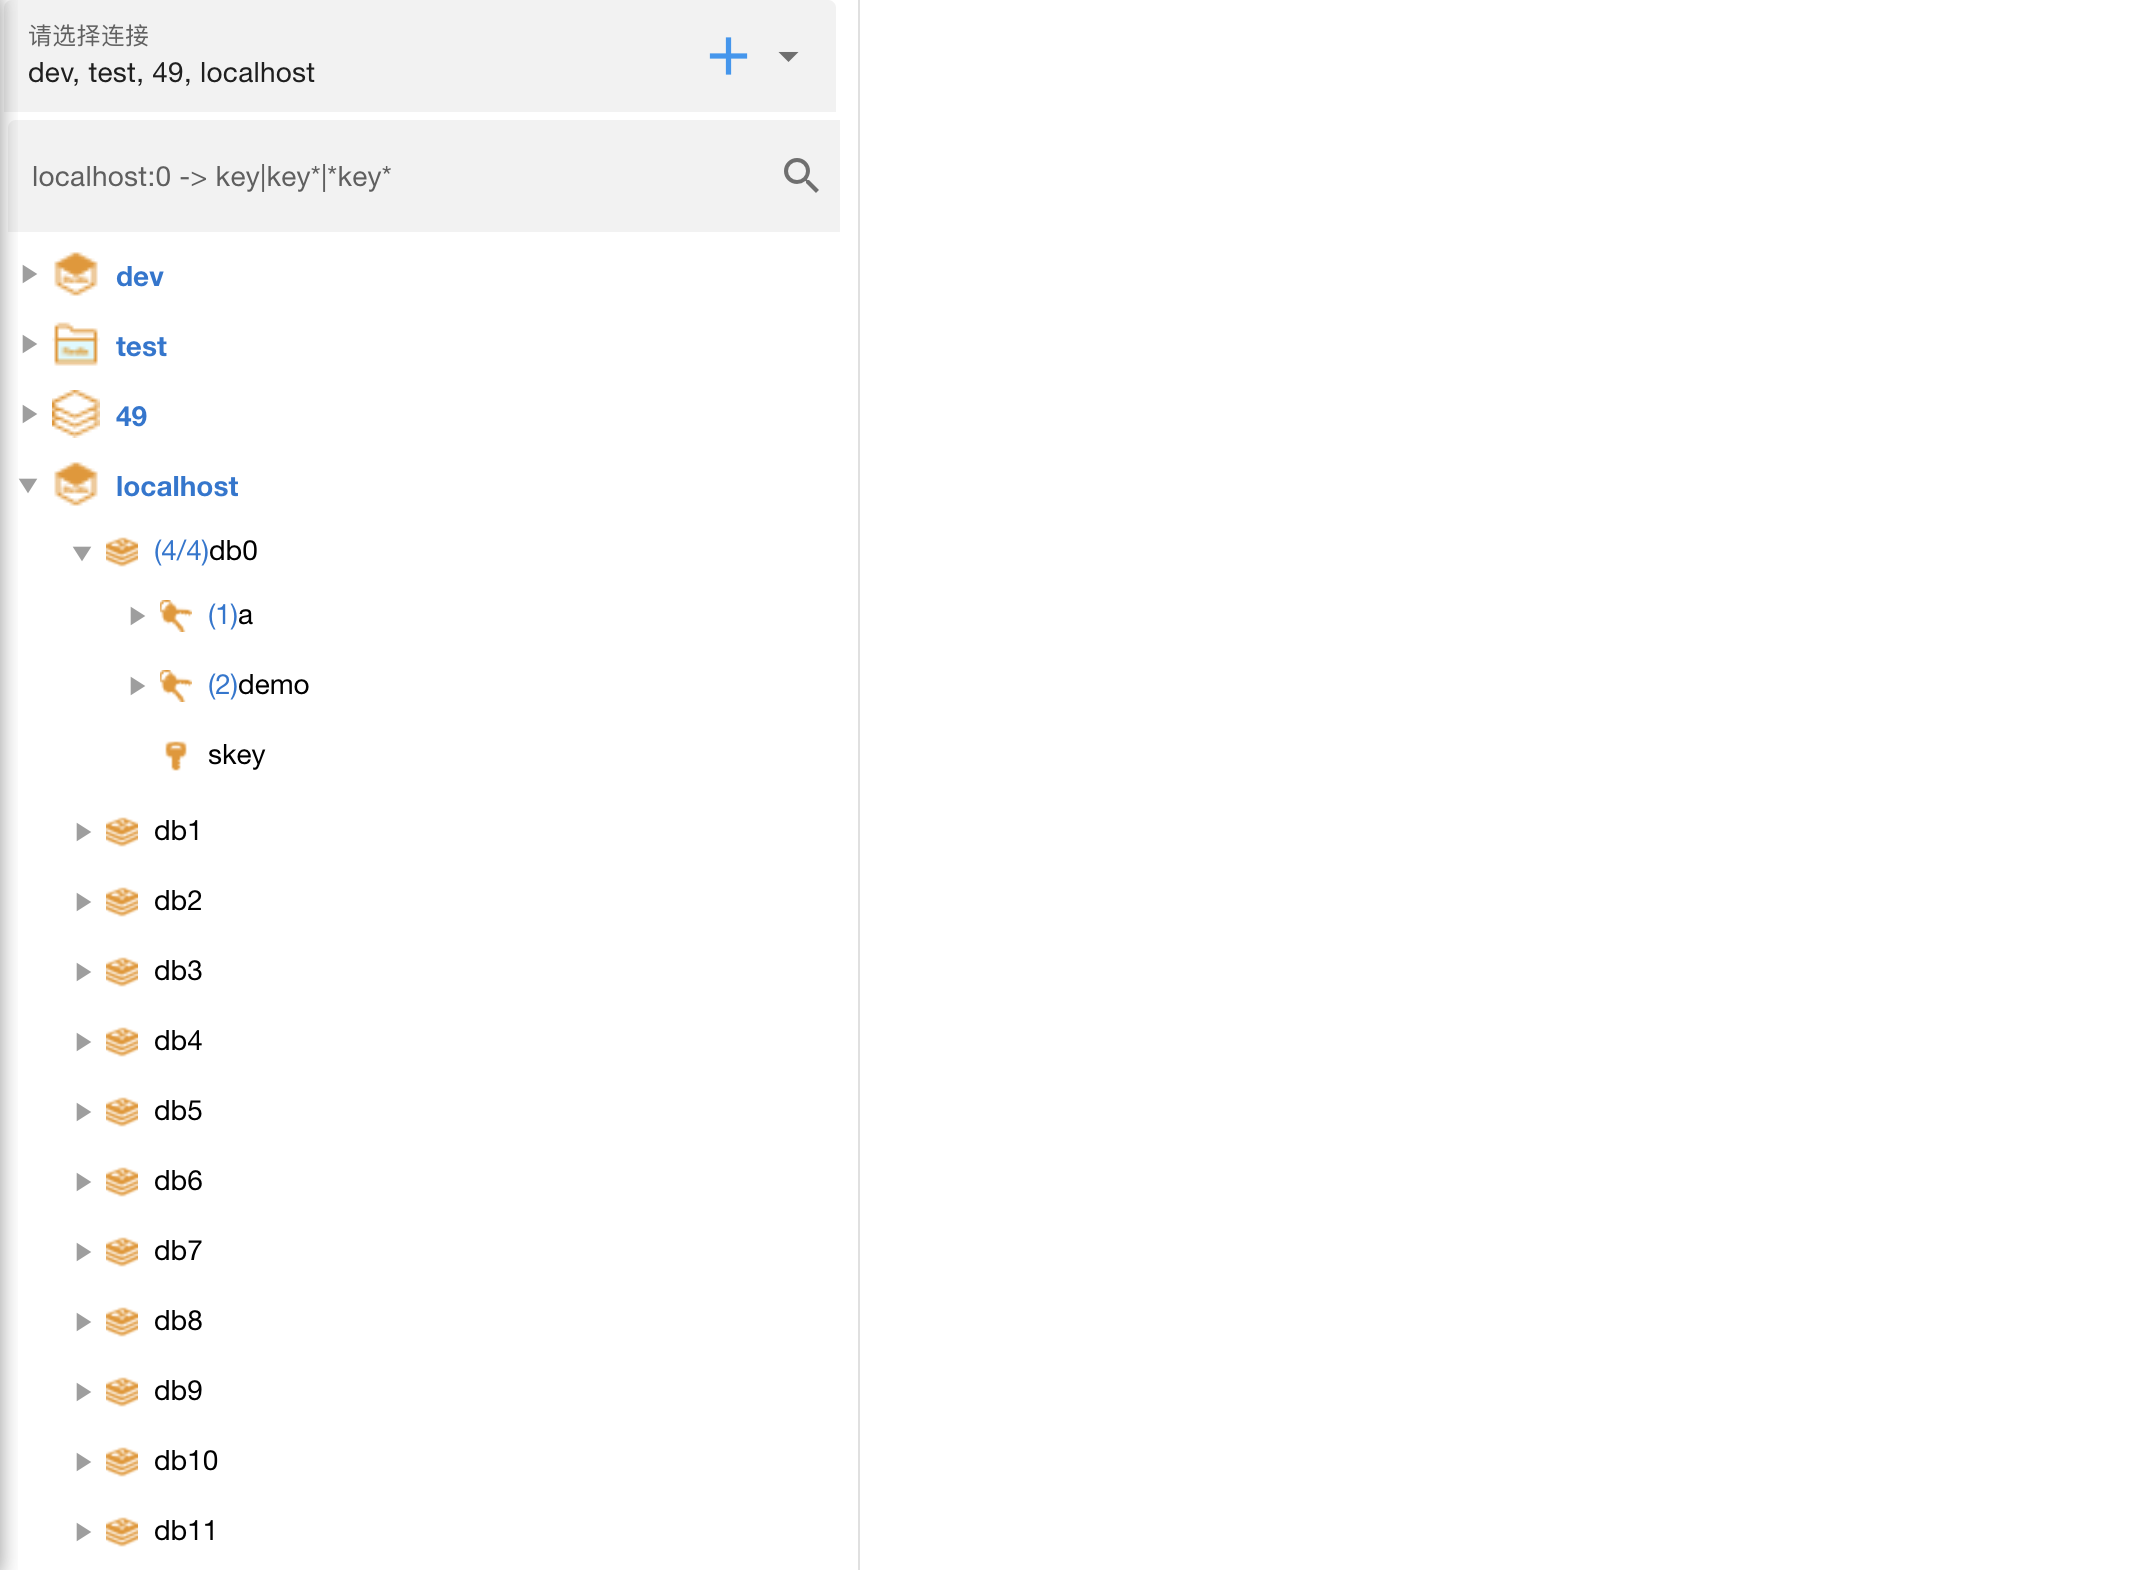 请选择连接
dev, test, 49, localhost
localhost:0 -> key|key*|*key*
dev
test
49
localhost
(4/4)db0
(1)a
(2)demo
skey
db1
db2
db3
db4
db5
db6
db7
db8
db9
db10
db11